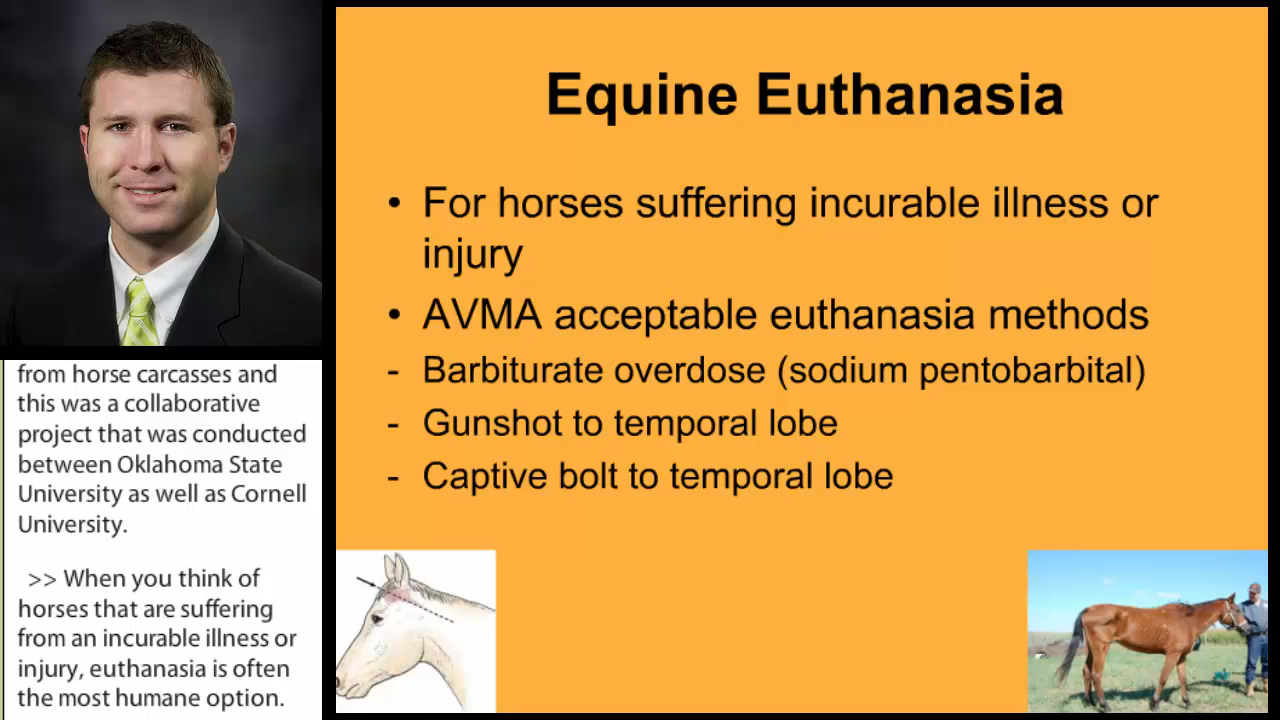 Equine Euthanasia
• For horses suffering incurable illness or
injury
• AVMA acceptable euthanasia methods
- Barbiturate overdose (sodium pentobarbital)
- Gunshot to temporal lobe
- Captive bolt to temporal lobe
from horse carcasses and
this was a collaborative
project that was conducted
between Oklahoma State
University as well as Cornell
University.
>> When you think of
horses that are suffering
from an incurable illness or
injury, euthanasia is often
the most humane option.